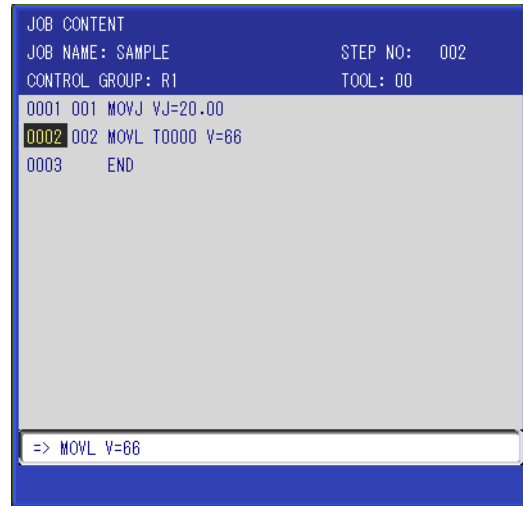 JOB CONTENT
JOB NAME: SAMPLE STEP NO: 002
CONTROL GROUP: R1 TOOL: 00
0001 001 MOVJ VJ=20.00
0002 002 MOVL T0000 V=66
0003 END
=> MOVL V=66